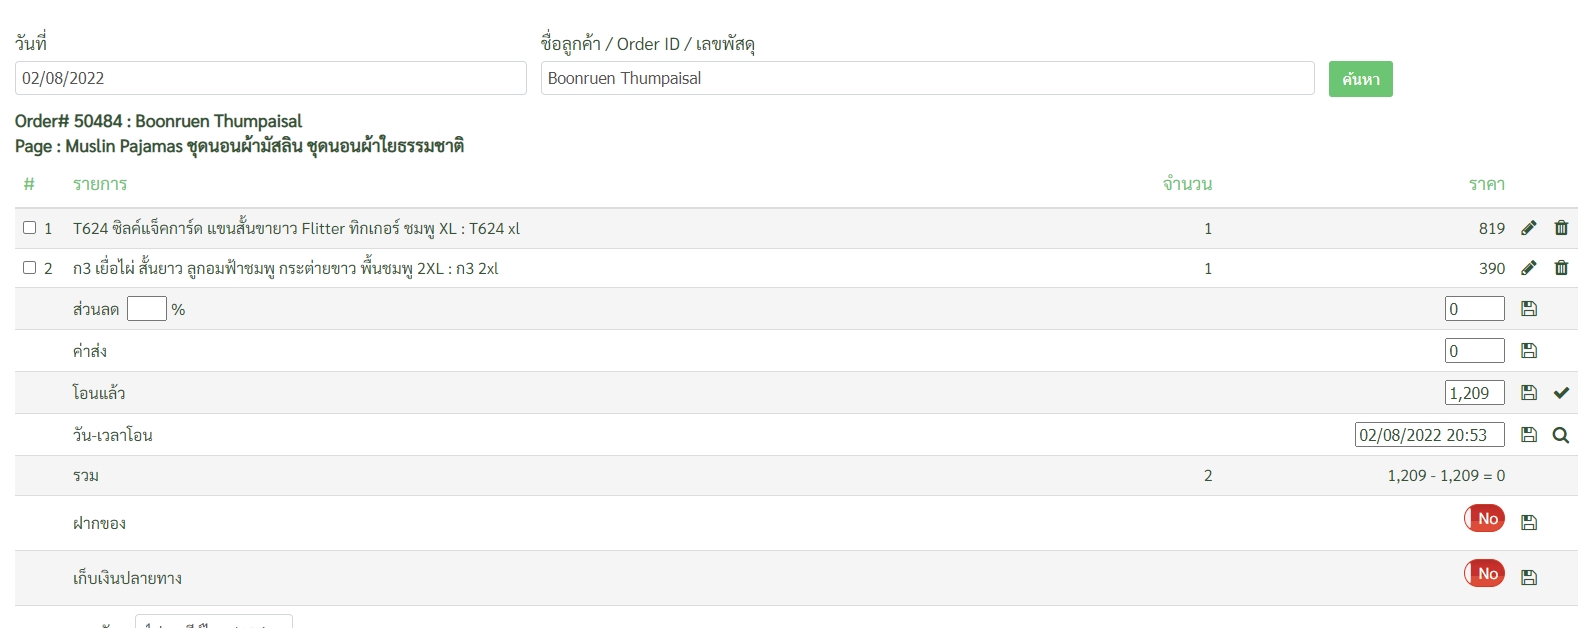 วันที่ ชื่อลูกค้า / Order ID / เลขพัสดุ
02/08/2022 Boonruen Thumpaisal ค้นหา
Order# 50484 : Boonruen Thumpaisal
Page : Muslin Pajamas ชุดนอนผ้ามัสลิน ชุดนอนผ้าใยธรรมชาติ
# รายการ จำนวน ราคา
1 T624 ซิลค์แจ็คการ์ด แขนสั้นขายาว Flitter ทิกเกอร์ ชมพู XL : T624 xl 1 819
2 ก3 เยื่อไผ่ สั้นยาว ลูกอมฟ้าชมพู กระต่ายขาว พื้นชมพู 2XL : ก3 2xl 1 390
ส่วนลด % 0
ค่าส่ง 0
โอนแล้ว 1,209
วัน-เวลาโอน 02/08/2022 20:53
รวม 2 1,209 - 1,209 = 0
ฝากของ No
เก็บเงินปลายทาง No